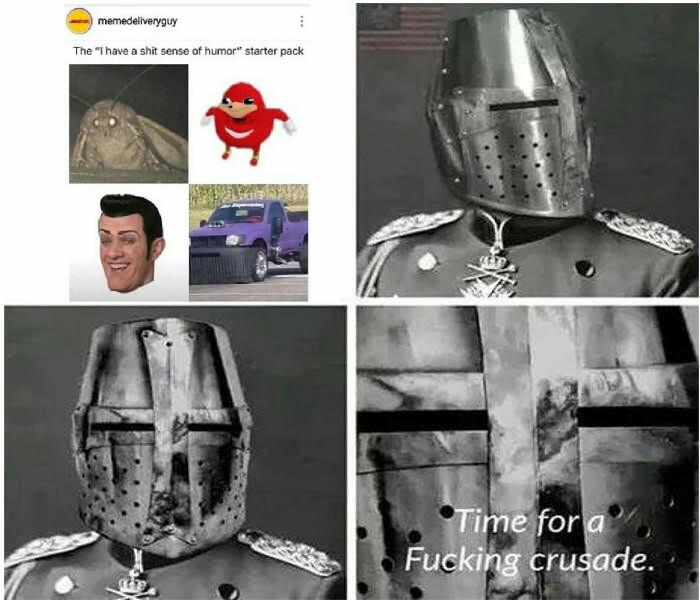 memedeliveryguy
The "I have a shit sense of humor" starter pack
Time for a
Fucking crusade.